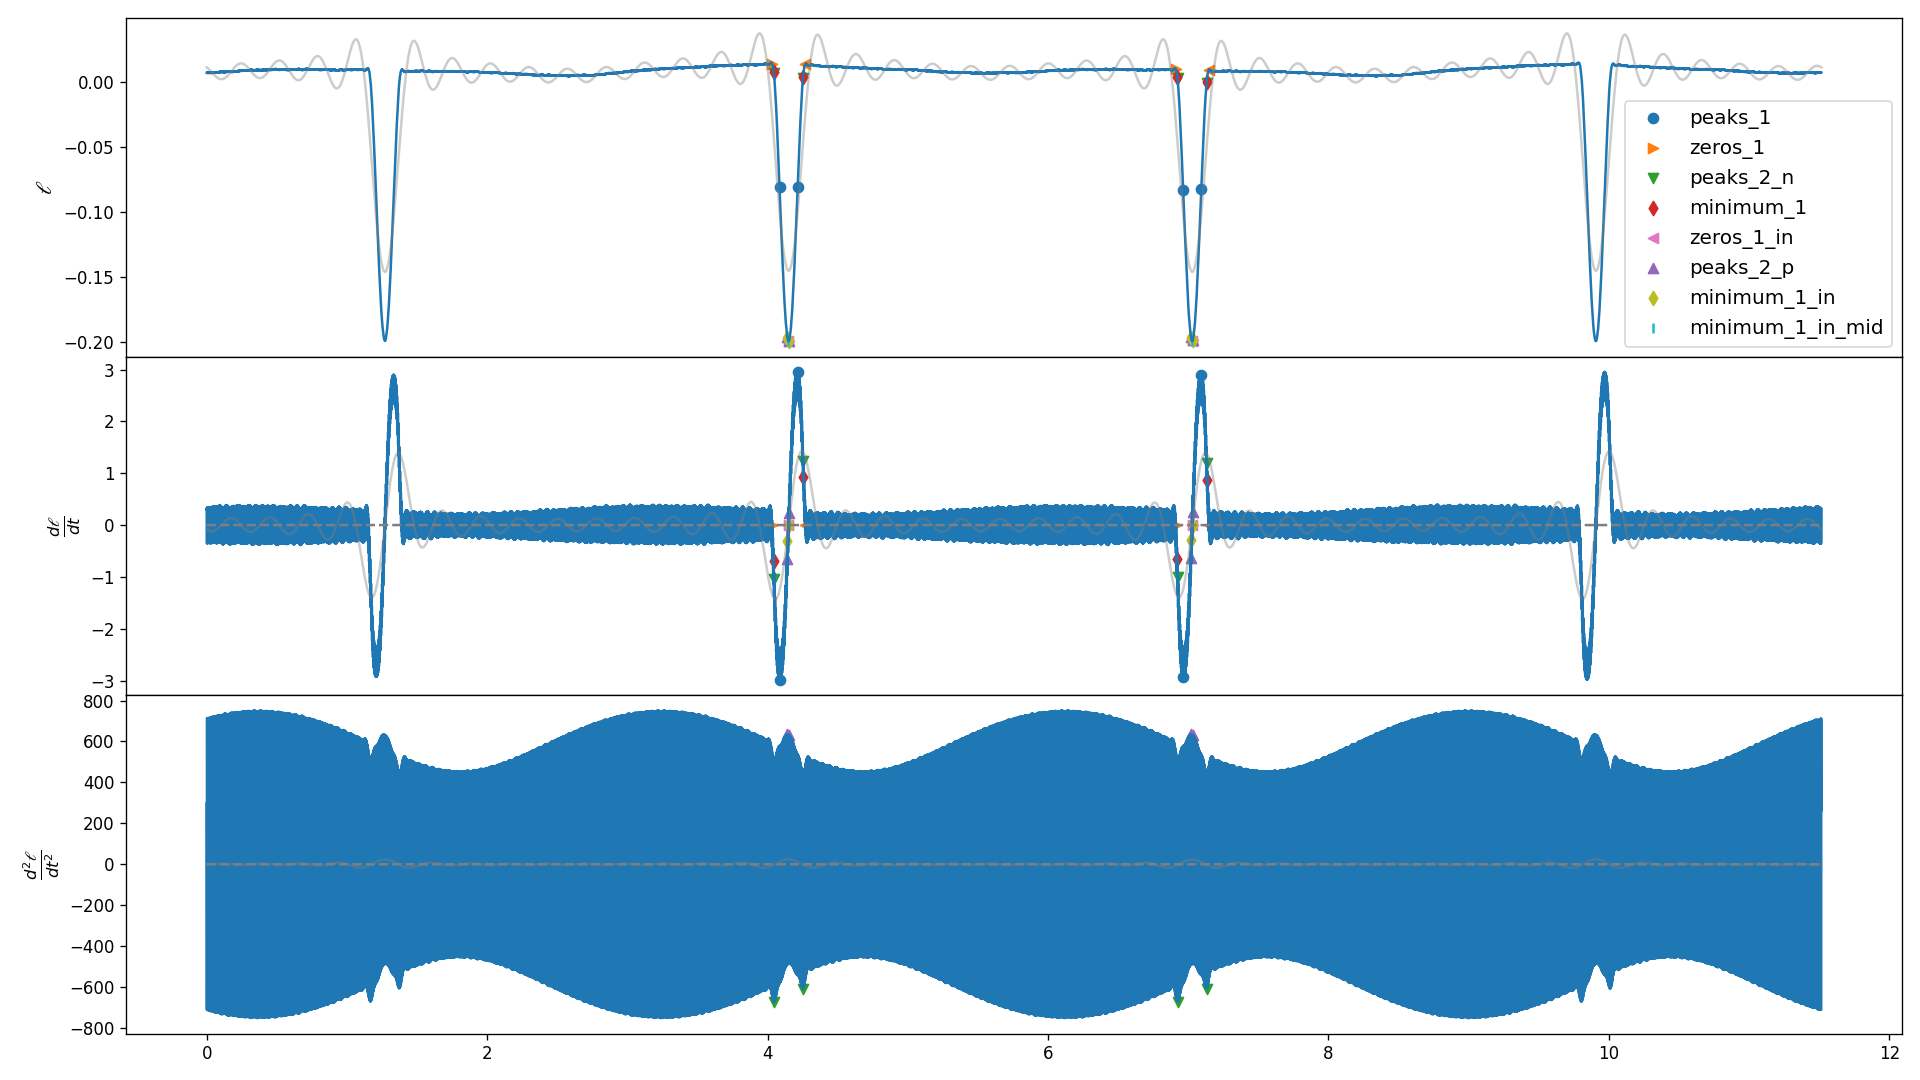 0.00
−0.05
−0.10
−0.15
−0.20
ℓ
peaks_1
zeros_1
peaks_2_n
minimum_1
zeros_1_in
peaks_2_p
minimum_1_in
minimum_1_in_mid
3
2
1
0
−1
−2
−3
dℓ
dt
800
600
400
200
0
−200
−400
−600
−800
d²ℓ
dt²
0 2 4 6 8 10 12